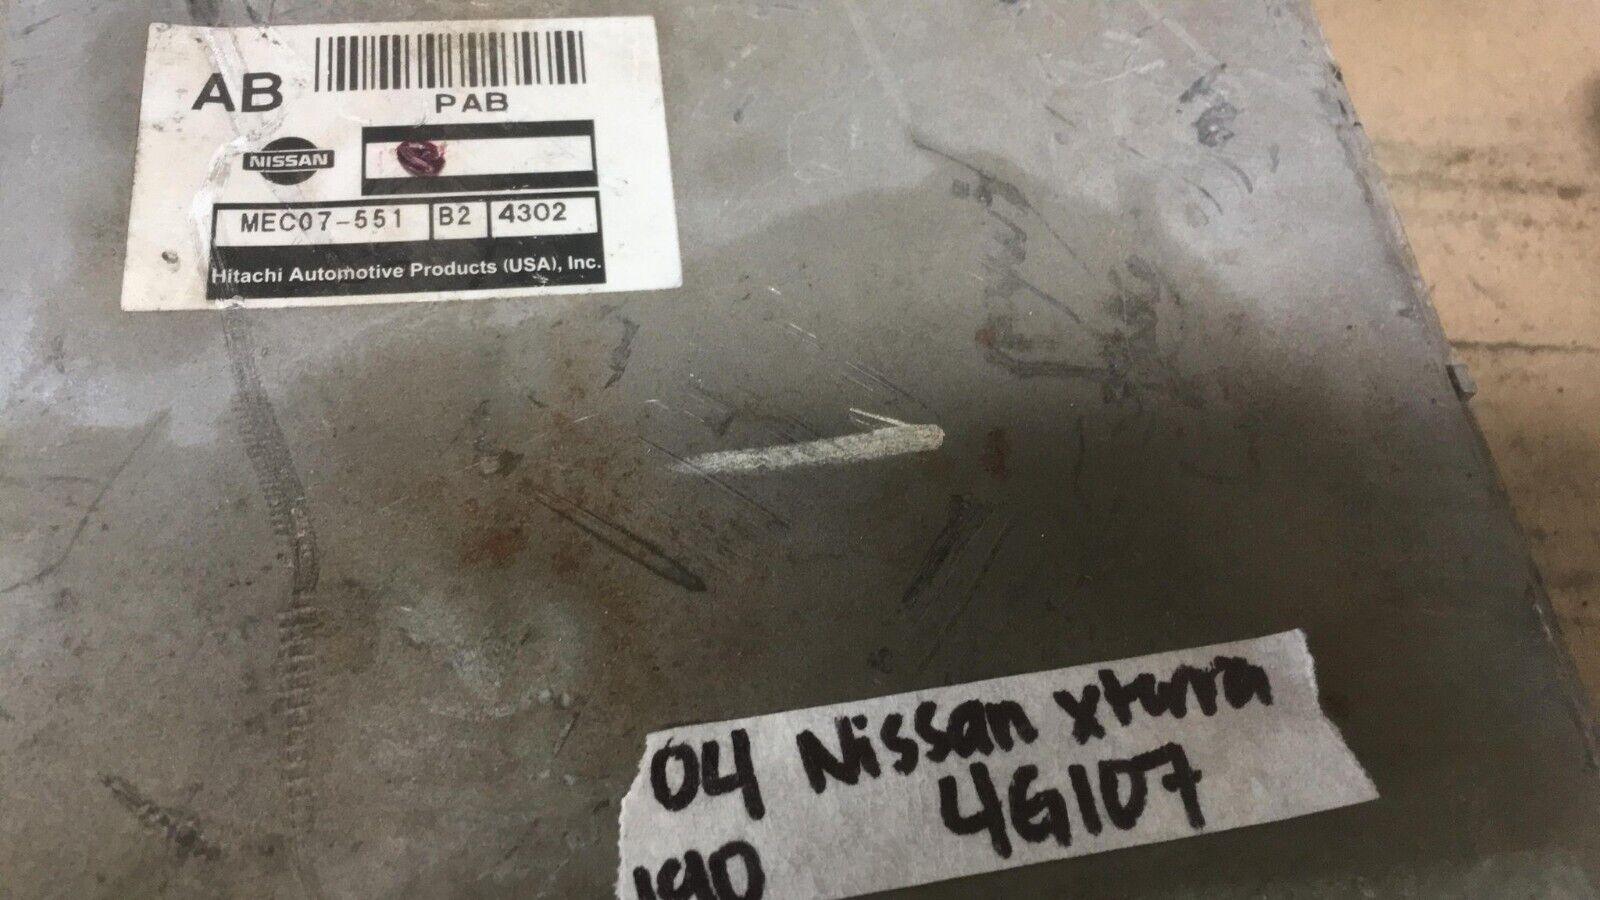 AB
PAB
NISSAN
MEC07-551 B2 4302
Hitachi Automotive Products (USA), Inc.
04 Nissan xterra
4G107
190